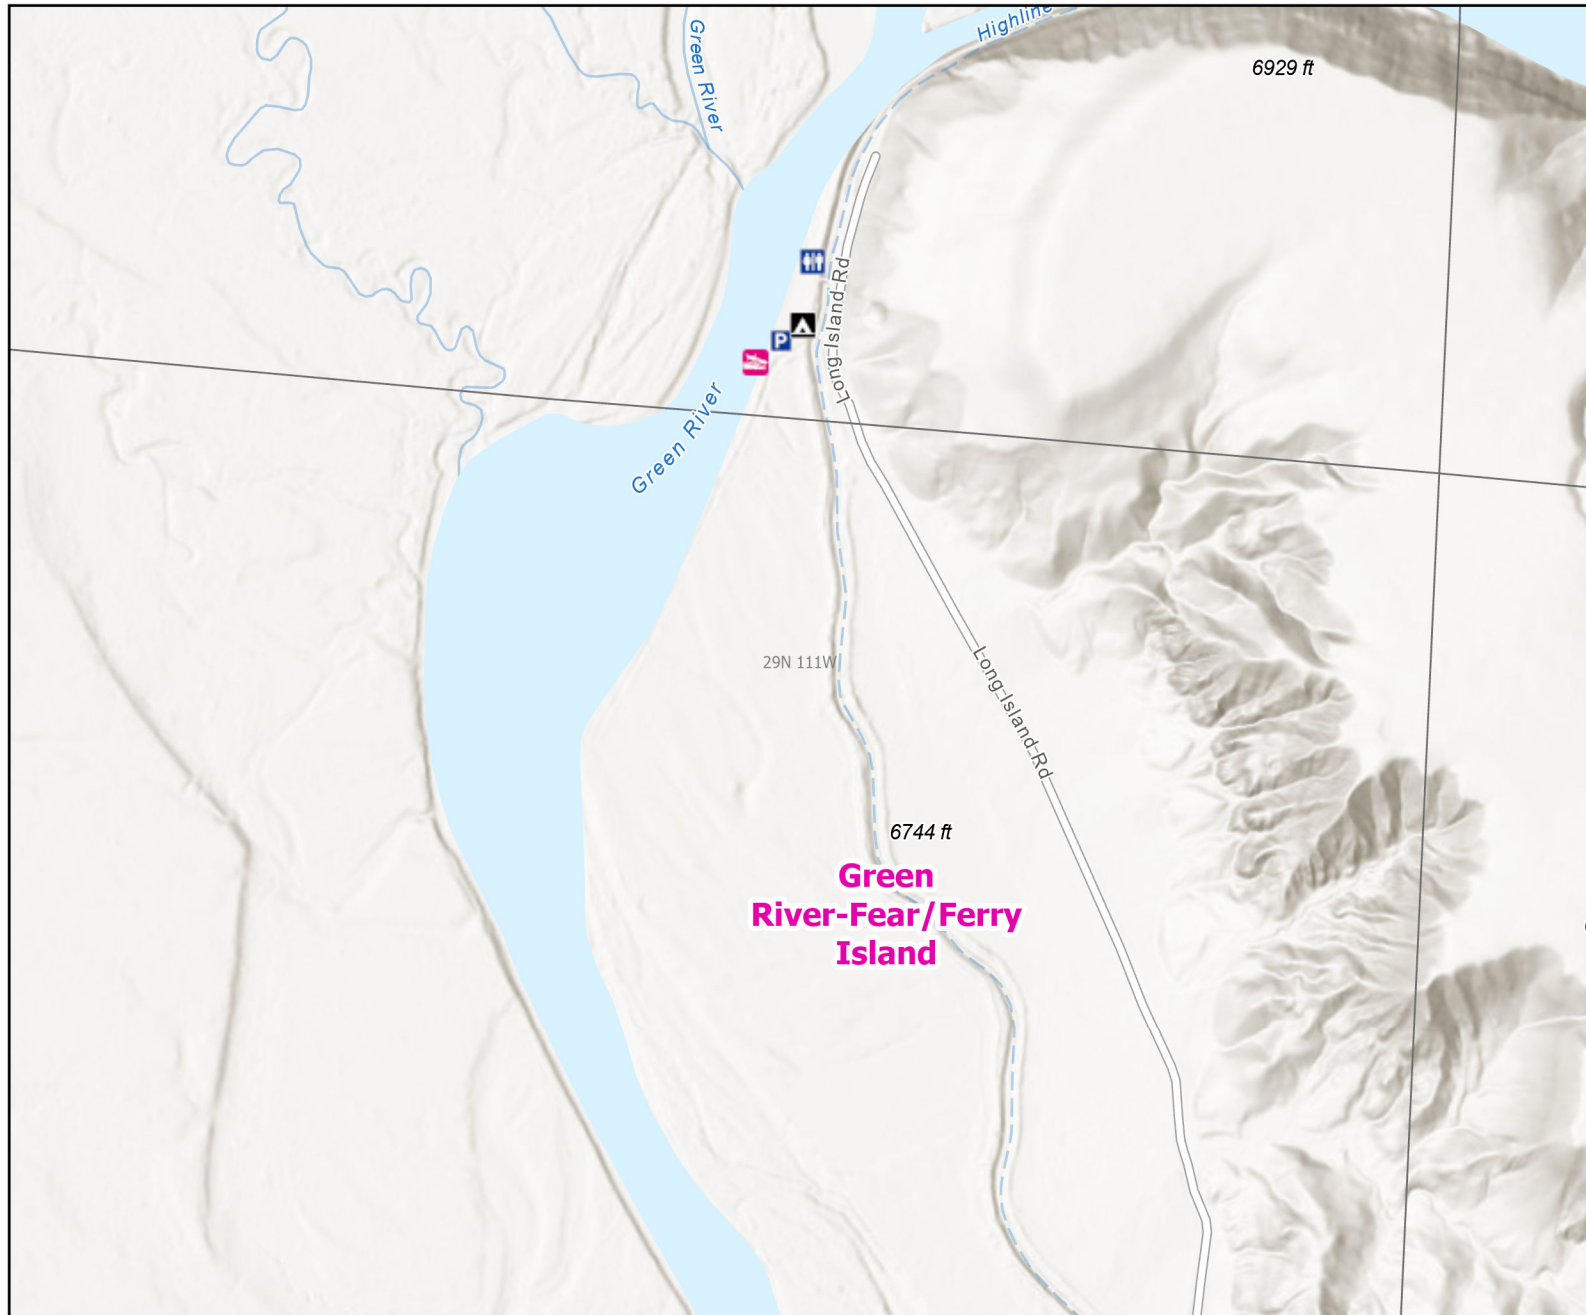 Highline
Green River
6929 ft
Long Island Rd
P
Green River
29N 111W
Long Island Rd
6744 ft
Green
River-Fear/Ferry
Island